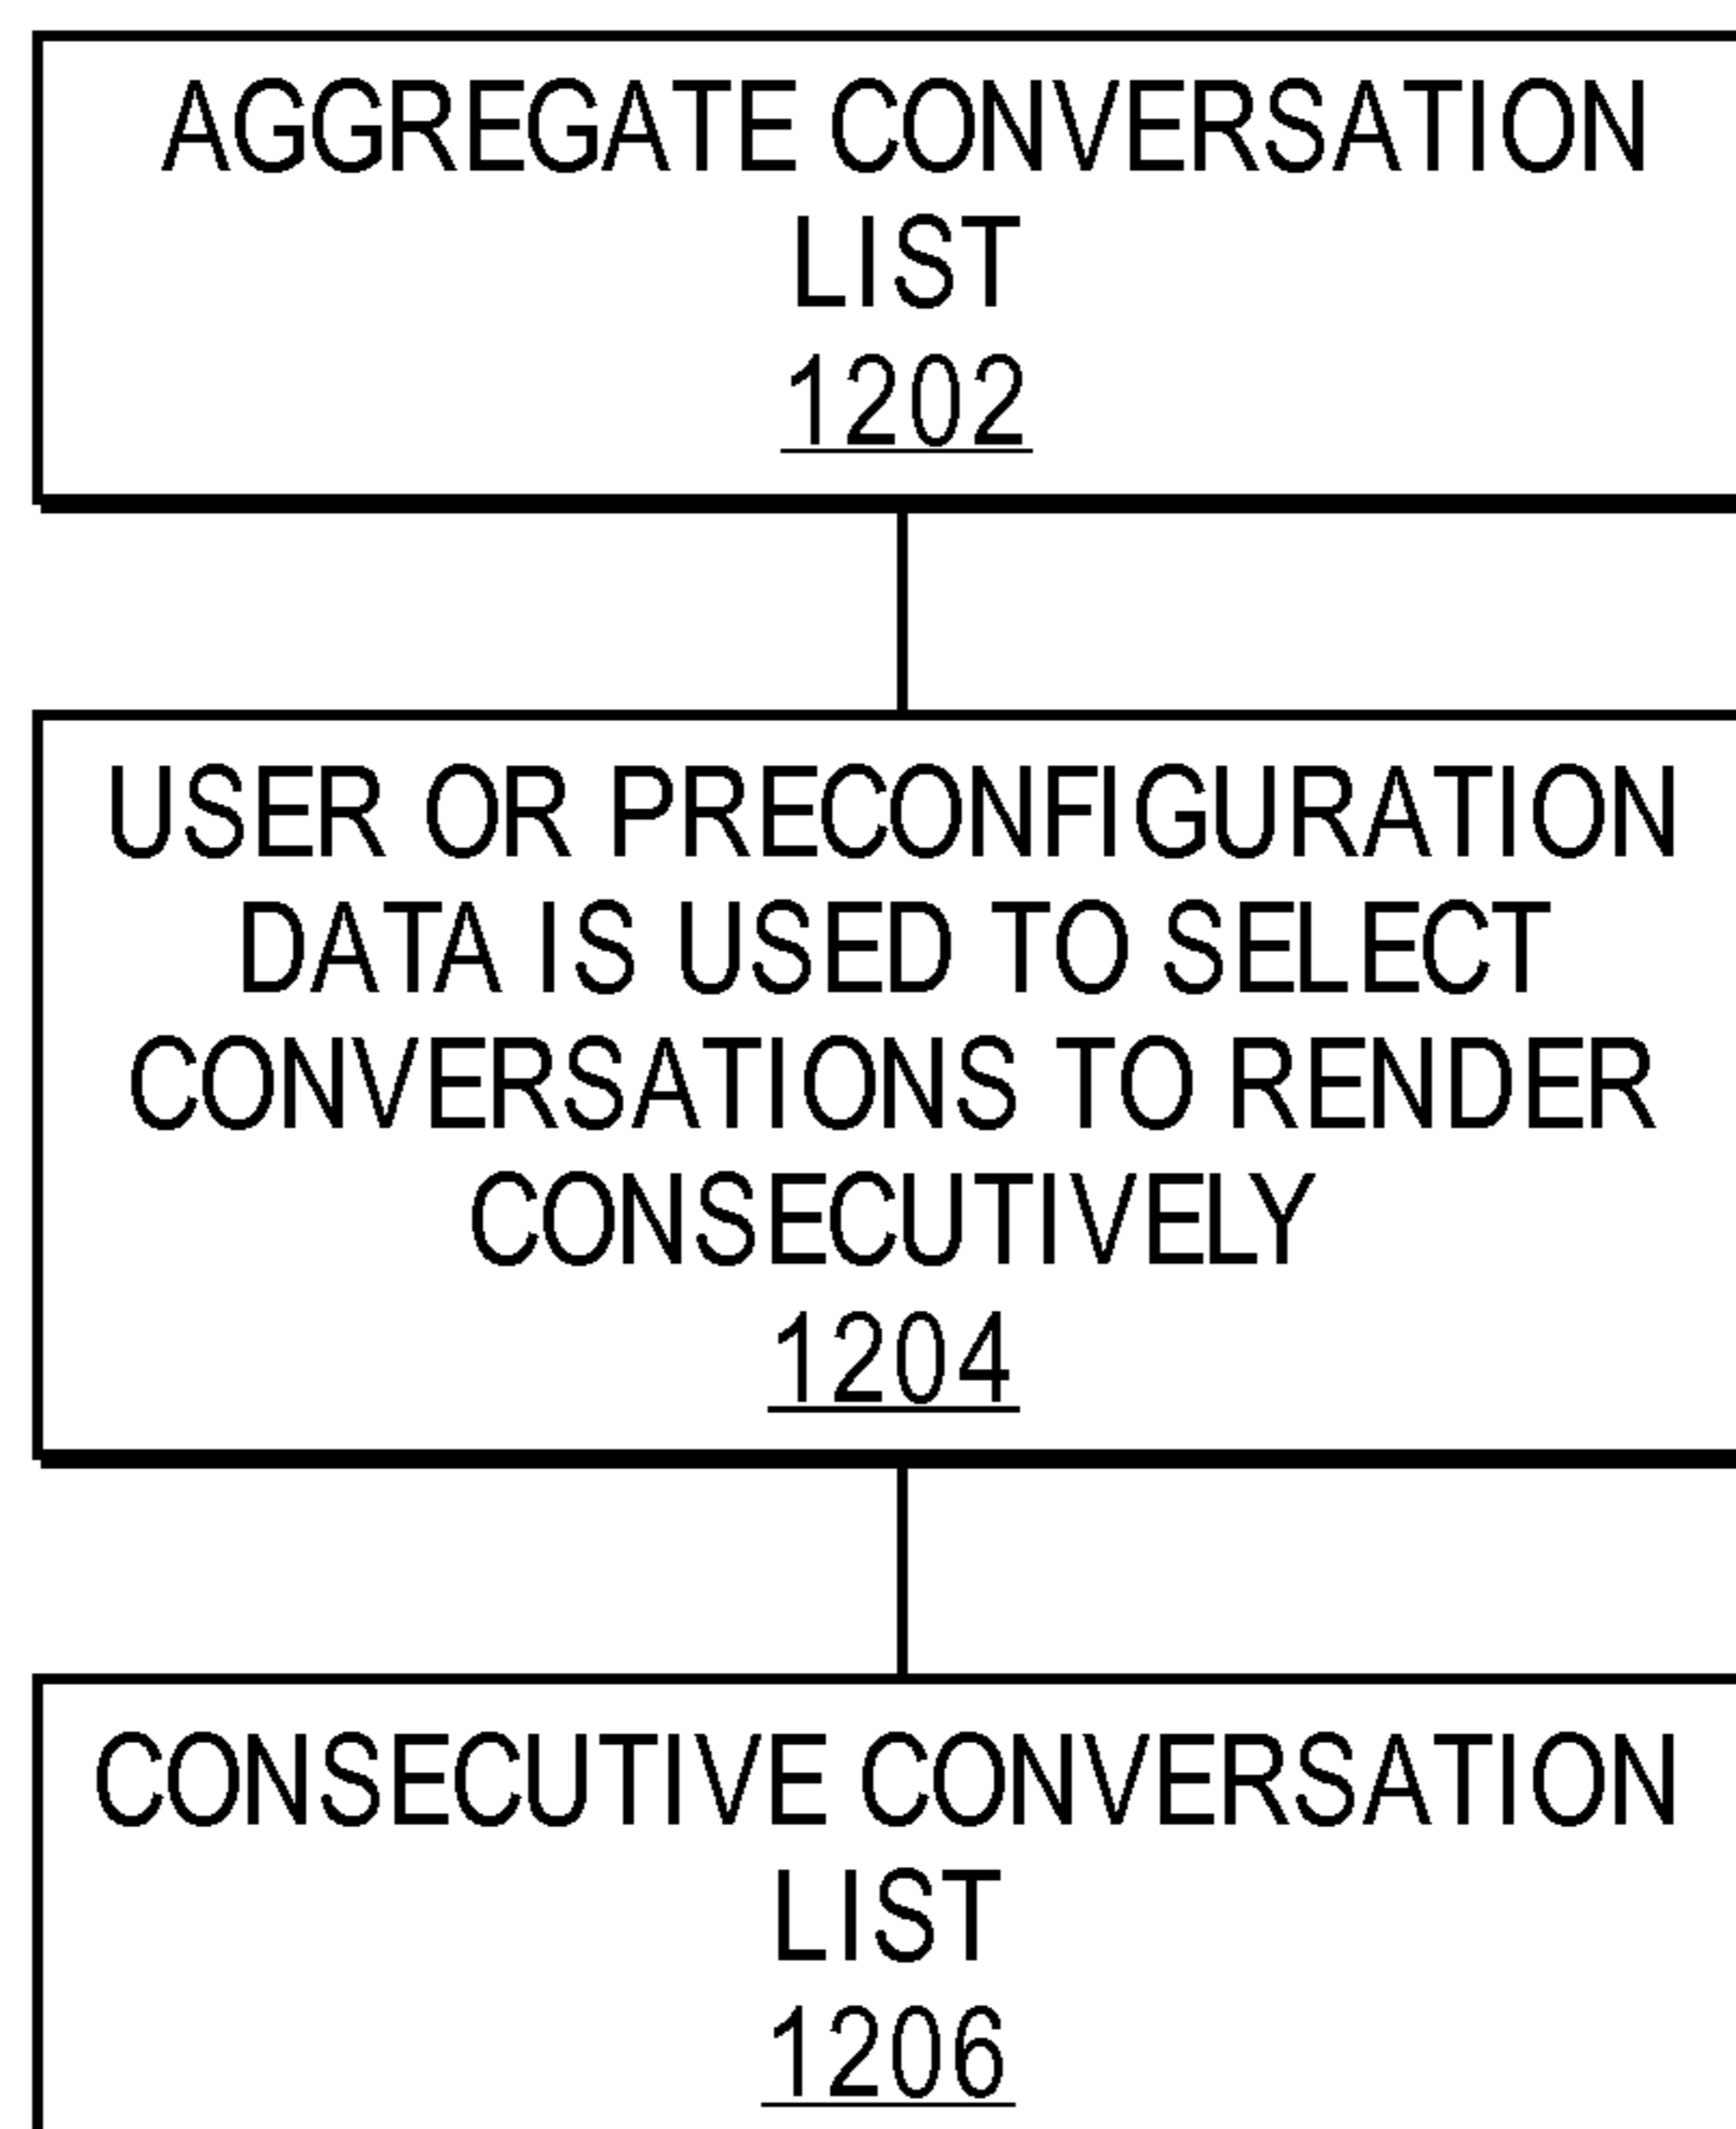 AGGREGATE CONVERSATION
LIST
1202
USER OR PRECONFIGURATION
DATA IS USED TO SELECT
CONVERSATIONS TO RENDER
CONSECUTIVELY
1204
CONSECUTIVE CONVERSATION
LIST
1206